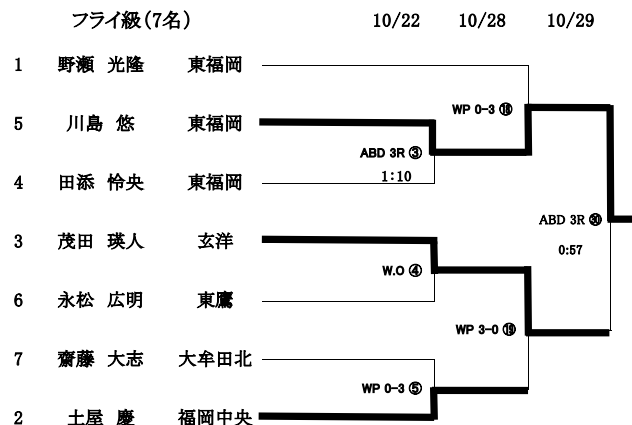 フライ級(7名) 10/22 10/28 10/29
1 野瀬 光隆 東福岡
WP 0-3 ⑱
5 川島 悠 東福岡
ABD 3R ③
4 田添 怜央 東福岡 1:10
ABD 3R ㉚
3 茂田 瑛人 玄洋
0:57
W.O ④
6 永松 広明 東鷹
WP 3-0 ⑲
7 齋藤 大志 大牟田北
WP 0-3 ⑤
2 土屋 慶 福岡中央